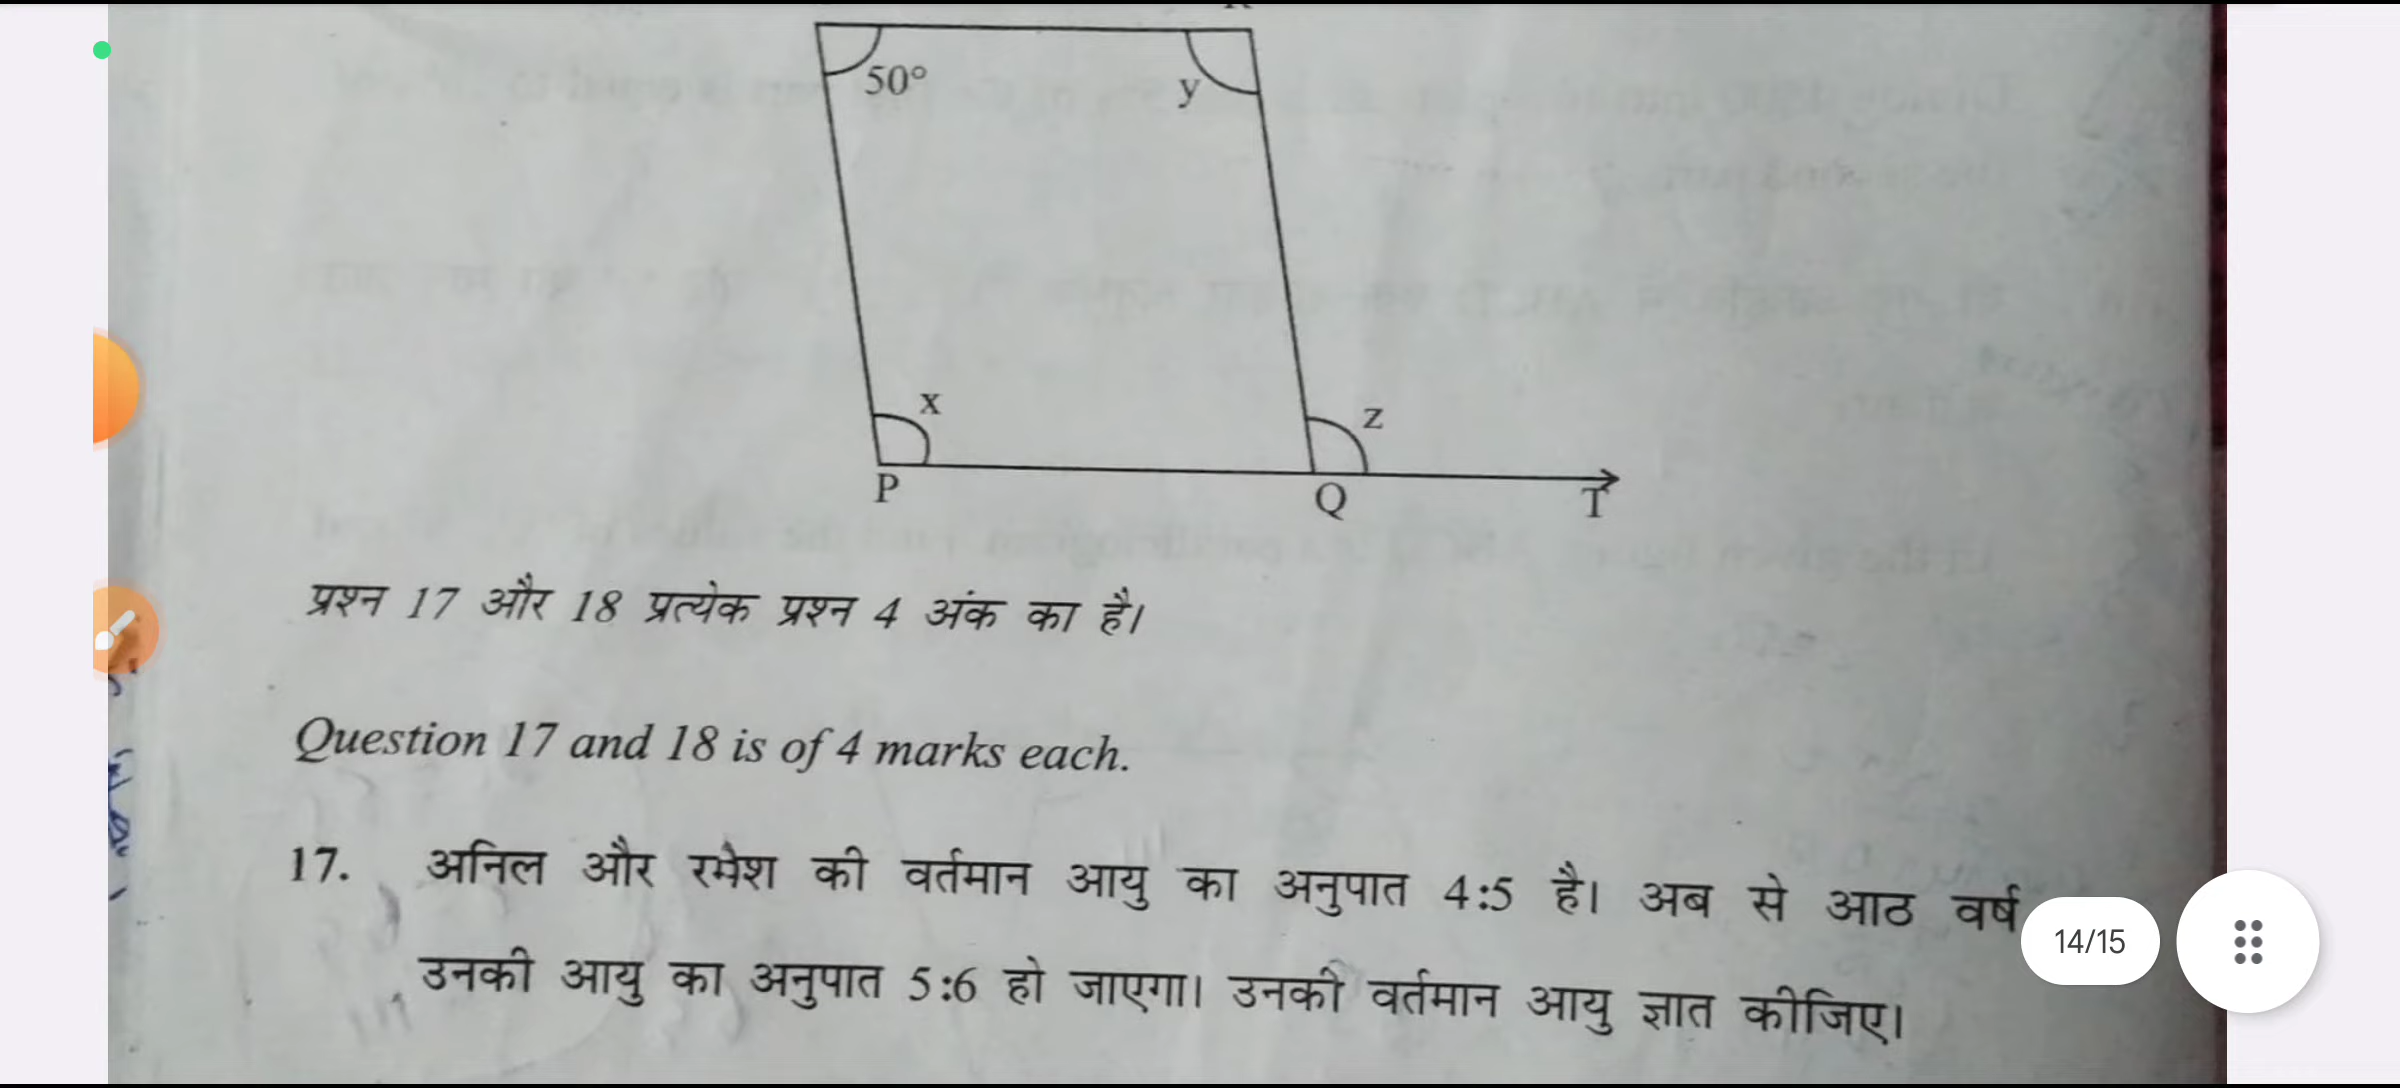 50°
y
x
z
P
Q
T
प्रश्न 17 और 18 प्रत्येक प्रश्न 4 अंक का है।
Question 17 and 18 is of 4 marks each.
17. अनिल और रमेश की वर्तमान आयु का अनुपात 4:5 है। अब से आठ वर्ष
उनकी आयु का अनुपात 5:6 हो जाएगा। उनकी वर्तमान आयु ज्ञात कीजिए।
14/15